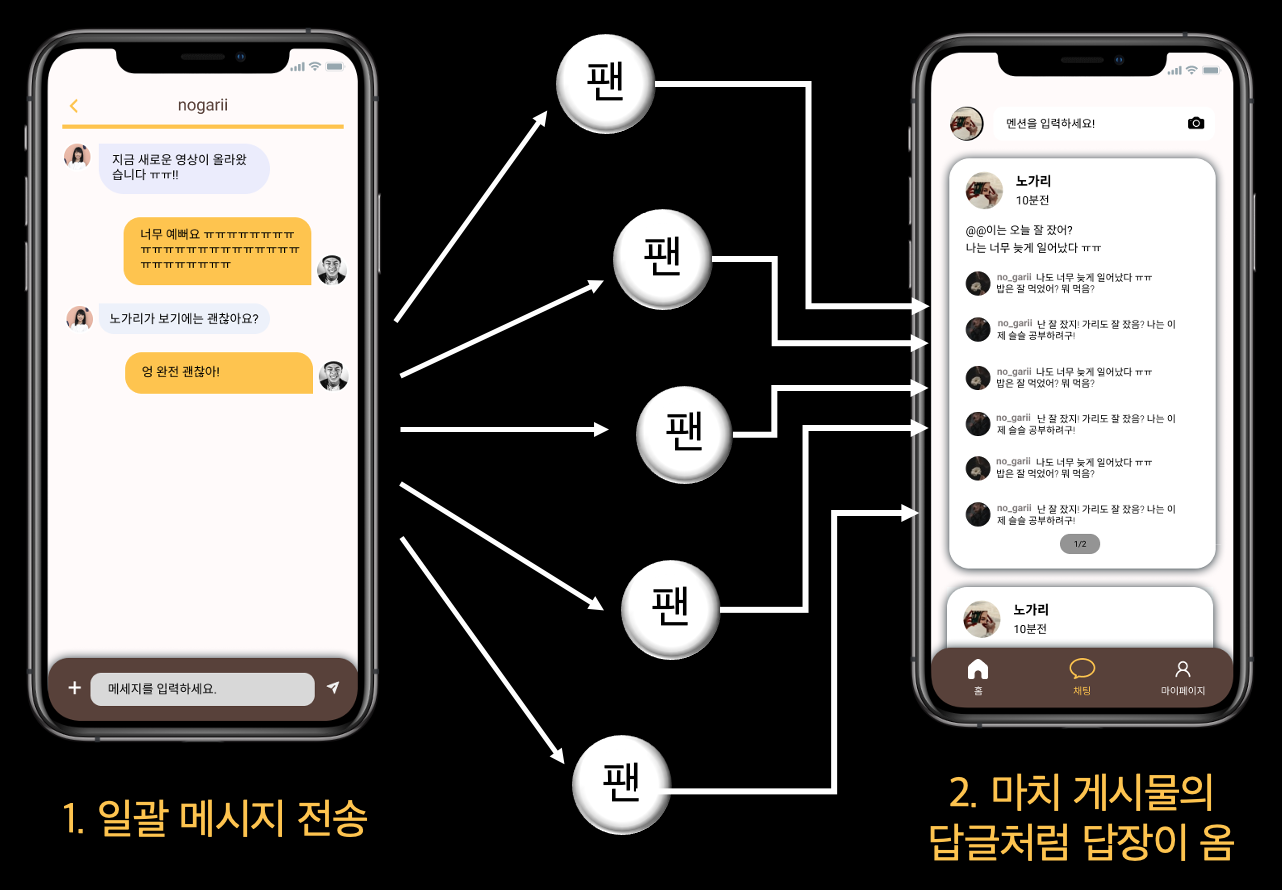 nogarii
지금 새로운 영상이 올라왔
습니다 ㅠㅠ!!
너무 예뻐요 ㅠㅠㅠㅠㅠㅠㅠㅠ
ㅠㅠㅠㅠㅠㅠㅠㅠㅠㅠㅠㅠㅠㅠ
ㅠㅠㅠㅠㅠㅠㅠㅠ
노가리가 보기에는 괜찮아요?
엉 완전 괜찮아!
메세지를 입력하세요.
1. 일괄 메시지 전송
팬
팬
팬
팬
팬
멘션을 입력하세요!
노가리
10분전
@@이는 오늘 잘 잤어?
나는 너무 늦게 일어났다 ㅠㅠ
no_garii 나도 너무 늦게 일어났다 ㅠㅠ
밥은 잘 먹었어? 뭐 먹음?
no_garii 난 잘 잤지! 가리도 잘 잤음? 나는 이
제 슬슬 공부하려구!
no_garii 나도 너무 늦게 일어났다 ㅠㅠ
밥은 잘 먹었어? 뭐 먹음?
no_garii 난 잘 잤지! 가리도 잘 잤음? 나는 이
제 슬슬 공부하려구!
no_garii 나도 너무 늦게 일어났다 ㅠㅠ
밥은 잘 먹었어? 뭐 먹음?
no_garii 난 잘 잤지! 가리도 잘 잤음? 나는 이
제 슬슬 공부하려구!
1/2
노가리
10분전
홈 채팅 마이페이지
2. 마치 게시물의
답글처럼 답장이 옴